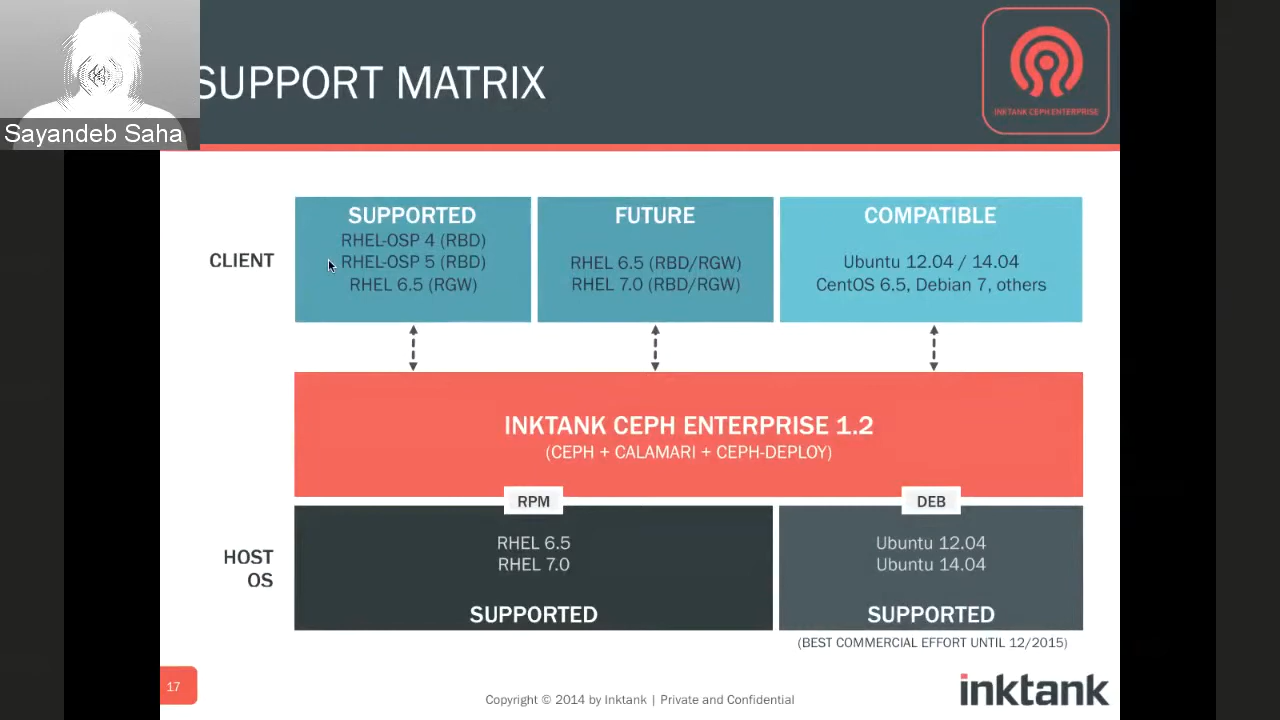 Sayandeb Saha
SUPPORT MATRIX
INKTANK CEPH ENTERPRISE
CLIENT
SUPPORTED
RHEL-OSP 4 (RBD)
RHEL-OSP 5 (RBD)
RHEL 6.5 (RGW)
FUTURE
RHEL 6.5 (RBD/RGW)
RHEL 7.0 (RBD/RGW)
COMPATIBLE
Ubuntu 12.04 / 14.04
CentOS 6.5, Debian 7, others
INKTANK CEPH ENTERPRISE 1.2
(CEPH + CALAMARI + CEPH-DEPLOY)
HOST
OS
RPM
RHEL 6.5
RHEL 7.0
SUPPORTED
DEB
Ubuntu 12.04
Ubuntu 14.04
SUPPORTED
(BEST COMMERCIAL EFFORT UNTIL 12/2015)
17
Copyright © 2014 by Inktank | Private and Confidential
inktank